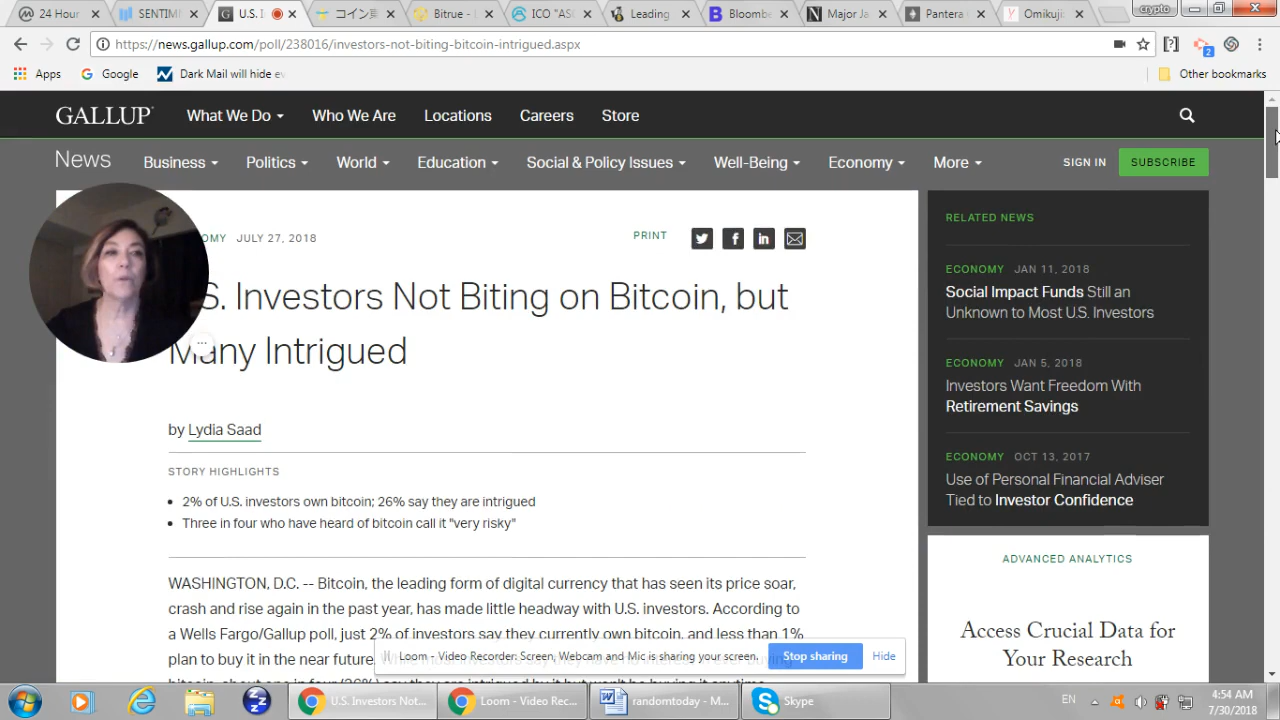 24 Hour
SENTIME
U.S. I
コイン
Bitrue -
ICO "AS
Leading
Bloombe
Major Ja
Pantera
Omikuji
crypto
https://news.gallup.com/poll/238016/investors-not-biting-bitcoin-intrigued.aspx
Apps
Google
Dark Mail will hide ev
Other bookmarks
GALLUP
What We Do
Who We Are
Locations
Careers
Store
News
Business
Politics
World
Education
Social & Policy Issues
Well-Being
Economy
More
SIGN IN
SUBSCRIBE
OMY JULY 27, 2018
PRINT
S. Investors Not Biting on Bitcoin, but
Many Intrigued
by Lydia Saad
STORY HIGHLIGHTS
• 2% of U.S. investors own bitcoin; 26% say they are intrigued
• Three in four who have heard of bitcoin call it "very risky"
WASHINGTON, D.C. -- Bitcoin, the leading form of digital currency that has seen its price soar,
crash and rise again in the past year, has made little headway with U.S. investors. According to
a Wells Fargo/Gallup poll, just 2% of investors say they currently own bitcoin, and less than 1%
plan to buy it in the near future.
RELATED NEWS
ECONOMY JAN 11, 2018
Social Impact Funds Still an
Unknown to Most U.S. Investors
ECONOMY JAN 5, 2018
Investors Want Freedom With
Retirement Savings
ECONOMY OCT 13, 2017
Use of Personal Financial Adviser
Tied to Investor Confidence
ADVANCED ANALYTICS
Access Crucial Data for
Your Research
Loom - Video Recorder: Screen, Webcam and Mic is sharing your screen.
Stop sharing
Hide
U.S. Investors Not...
Loom - Video Rec...
randomtoday - M...
Skype
EN
4:54 AM
7/30/2018